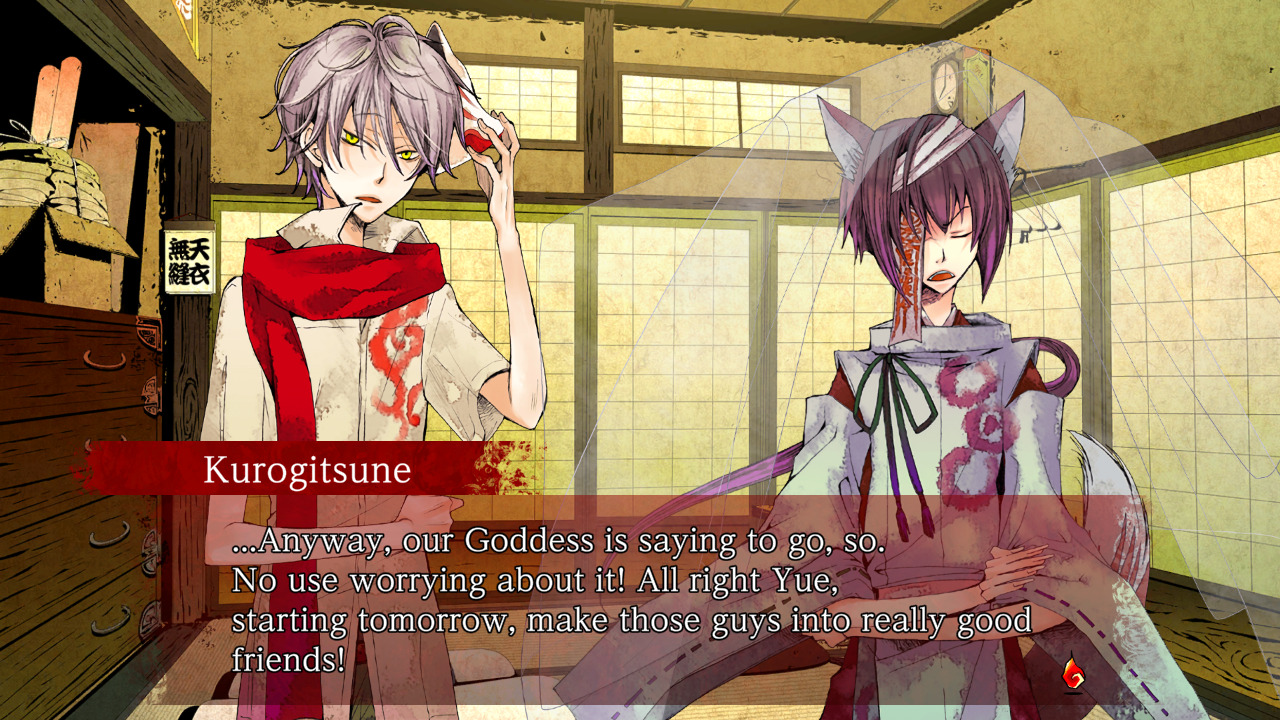 天衣
無縫
Kurogitsune
...Anyway, our Goddess is saying to go, so.
No use worrying about it! All right Yue,
starting tomorrow, make those guys into really good
friends!